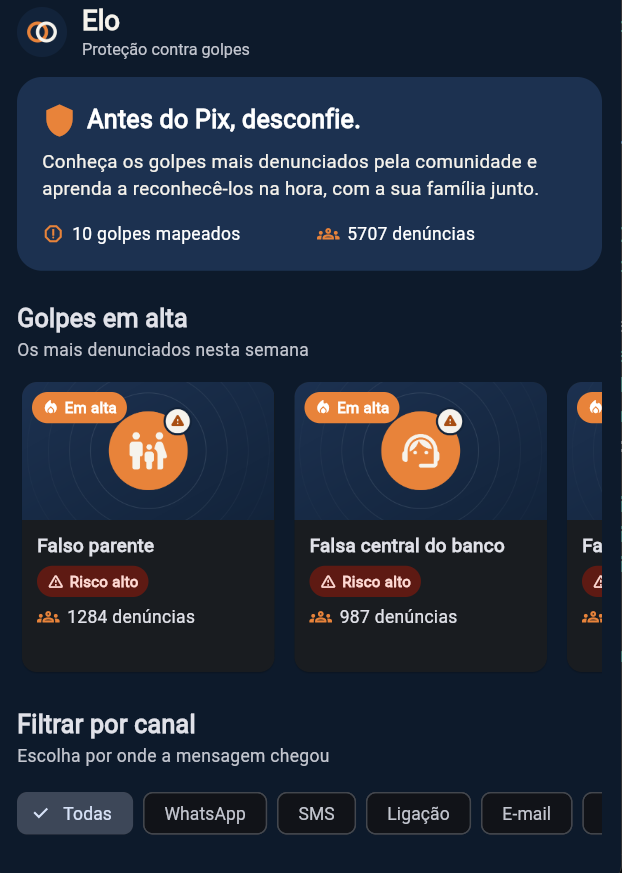 Elo
Proteção contra golpes
Antes do Pix, desconfie.
Conheça os golpes mais denunciados pela comunidade e
aprenda a reconhecê-los na hora, com a sua família junto.
10 golpes mapeados
5707 denúncias
Golpes em alta
Os mais denunciados nesta semana
Em alta
Falso parente
Risco alto
1284 denúncias
Em alta
Falsa central do banco
Risco alto
987 denúncias
Fa
Filtrar por canal
Escolha por onde a mensagem chegou
Todas
WhatsApp
SMS
Ligação
E-mail